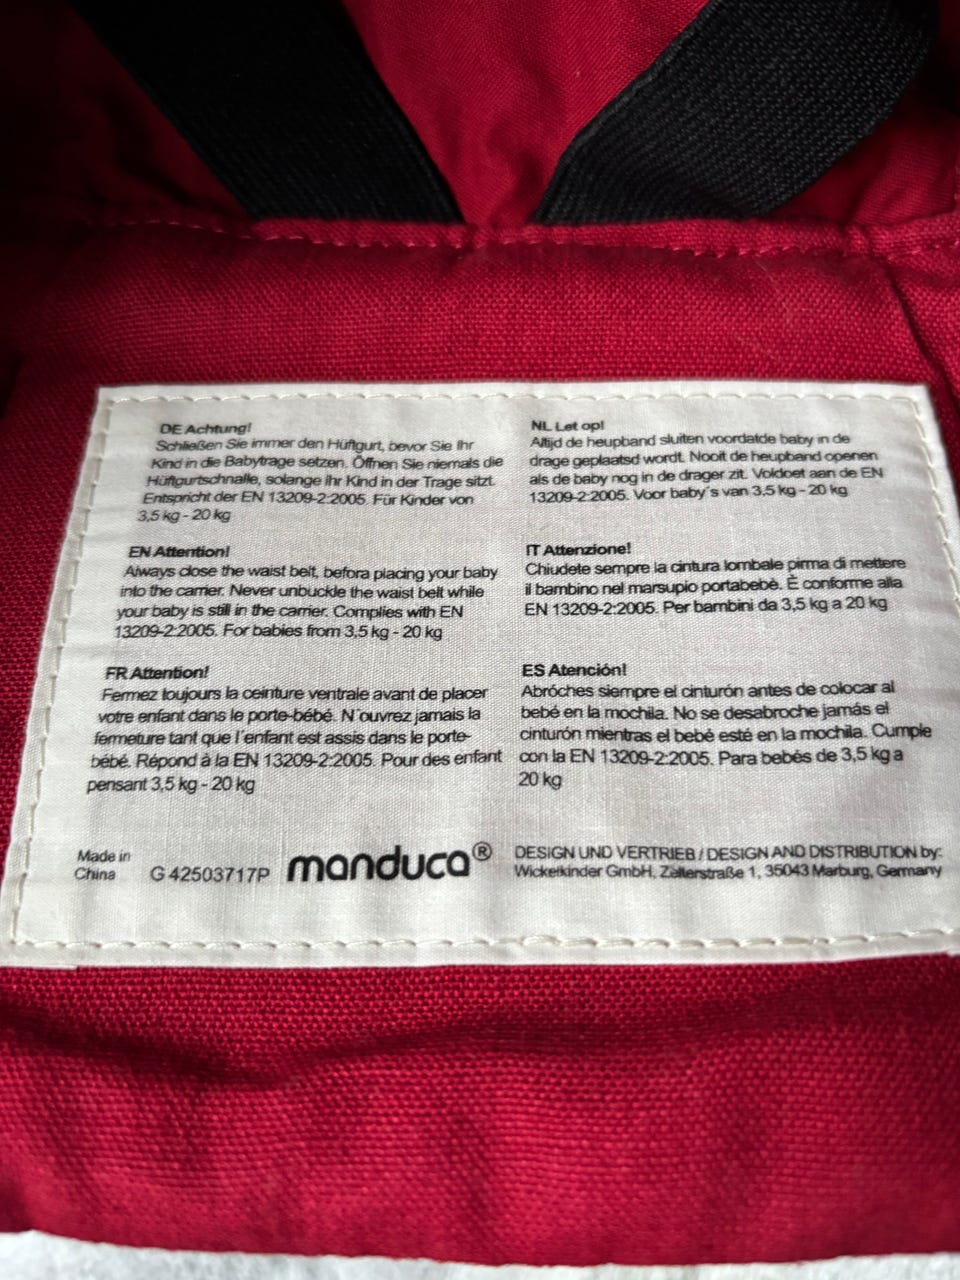 DE Achtung!
Schließen Sie immer den Hüftgurt, bevor Sie Ihr
Kind in die Babytrage setzen. Öffnen Sie niemals die
Hüftgurtschnalle, solange Ihr Kind in der Trage sitzt.
Entspricht der EN 13209-2:2005. Für Kinder von
3,5 kg - 20 kg
EN Attention!
Always close the waist belt, befora placing your baby
into the carrier. Never unbuckle the waist belt while
your baby is still in the carrier. Complies with EN
13209-2:2005. For babies from 3,5 kg - 20 kg
FR Attention!
Fermez toujours la ceinture ventrale avant de placer
votre enfant dans le porte-bébé. N´ouvrez jamais la
fermeture tant que l´enfant est assis dans le porte-
bébé. Répond à la EN 13209-2:2005. Pour des enfant
pensant 3,5 kg - 20 kg
NL Let op!
Altijd de heupband sluiten voordatde baby in de
drage geplaatsd wordt. Nooit de heupband openen
als de baby nog in de drager zit. Voldoet aan de EN
13209-2:2005. Voor baby´s van 3,5 kg - 20 kg
IT Attenzione!
Chiudete sempre la cintura lombale pirma di mettere
il bambino nel marsupio portabebè. È conforme alla
EN 13209-2:2005. Per bambini da 3,5 kg a 20 kg
ES Atención!
Abróches siempre el cinturón antes de colocar al
bebé en la mochila. No se desabroche jamás el
cinturón mientras el bebé esté en la mochila. Cumple
con la EN 13209-2:2005. Para bebés de 3,5 kg a
20 kg
Made in
China
G 42503717P
manduca®
DESIGN UND VERTRIEB / DESIGN AND DISTRIBUTION by:
Wickelkinder GmbH, Zellerstraße 1, 35043 Marburg, Germany